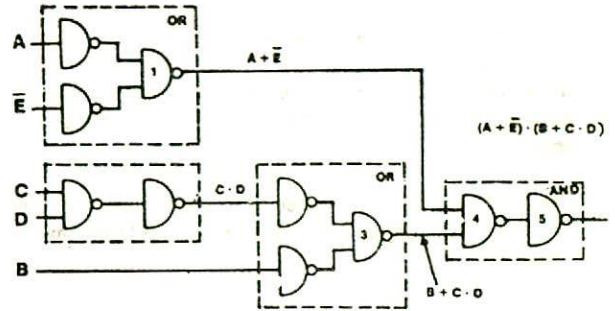 OR
A
1
A + E̅
E̅
(A + E̅) · (B + C · D)
C
C · D
OR
D
AND
3
4
5
B
B + C · D